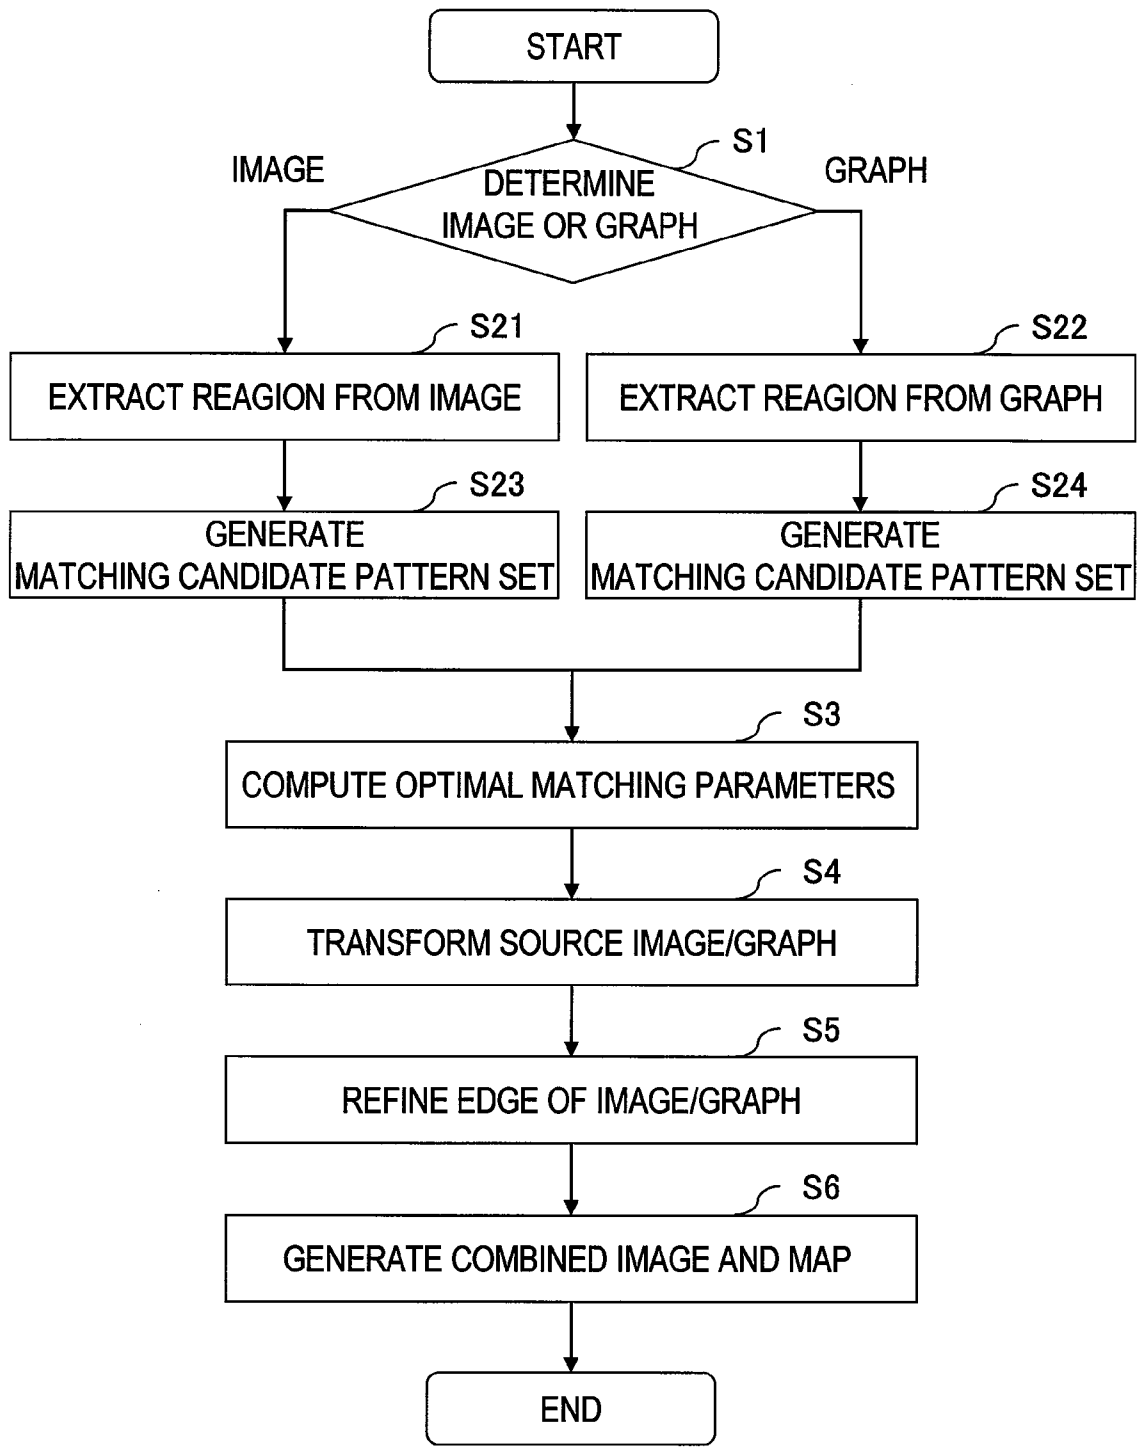 START
S1
IMAGE
GRAPH
DETERMINE
IMAGE OR GRAPH
S21
S22
EXTRACT REAGION FROM IMAGE
EXTRACT REAGION FROM GRAPH
S23
S24
GENERATE
MATCHING CANDIDATE PATTERN SET
GENERATE
MATCHING CANDIDATE PATTERN SET
S3
COMPUTE OPTIMAL MATCHING PARAMETERS
S4
TRANSFORM SOURCE IMAGE/GRAPH
S5
REFINE EDGE OF IMAGE/GRAPH
S6
GENERATE COMBINED IMAGE AND MAP
END